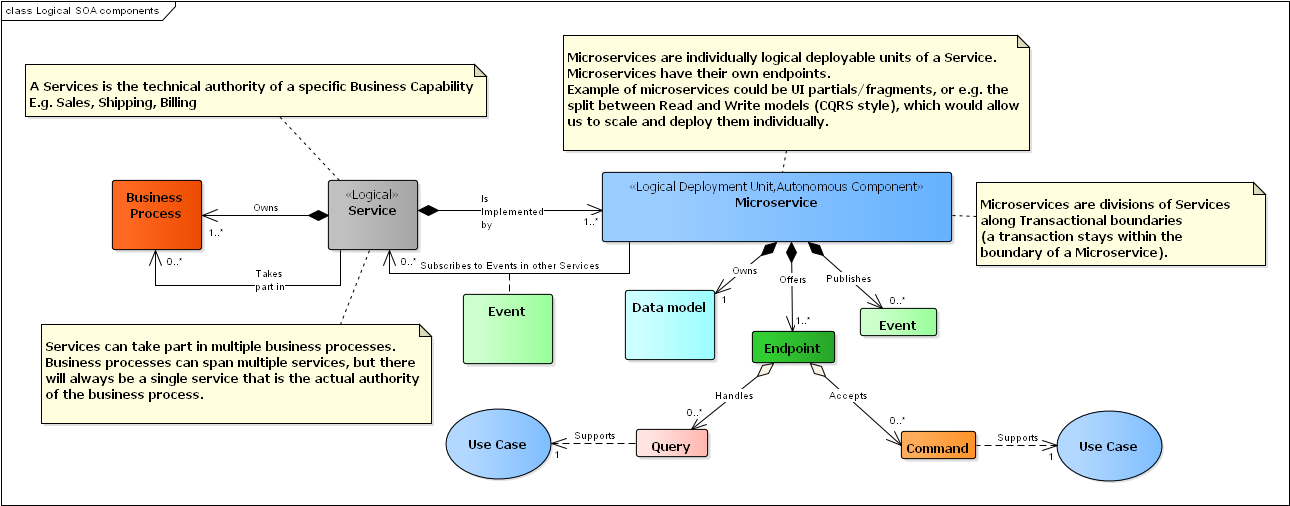 class Logical SOA components
A Services is the technical authority of a specific Business Capability
E.g. Sales, Shipping, Billing
Microservices are individually logical deployable units of a Service.
Microservices have their own endpoints.
Example of microservices could be UI partials/fragments, or e.g. the
split between Read and Write models (CQRS style), which would allow
us to scale and deploy them individually.
Business
Process
Owns
1..*
«Logical»
Service
Is
Implemented
by
1..*
«Logical Deployment Unit,Autonomous Component»
Microservice
Microservices are divisions of Services
along Transactional boundaries
(a transaction stays within the
boundary of a Microservice).
0..*
Takes
part in
0..*
Subscribes to Events in other Services
Event
Owns
1
Data model
Offers
1..*
Endpoint
Publishes
0..*
Event
Services can take part in multiple business processes.
Business processes can span multiple services, but there
will always be a single service that is the actual authority
of the business process.
Handles
0..*
Accepts
0..*
Use Case
Supports
1
Query
Command
Supports
1
Use Case